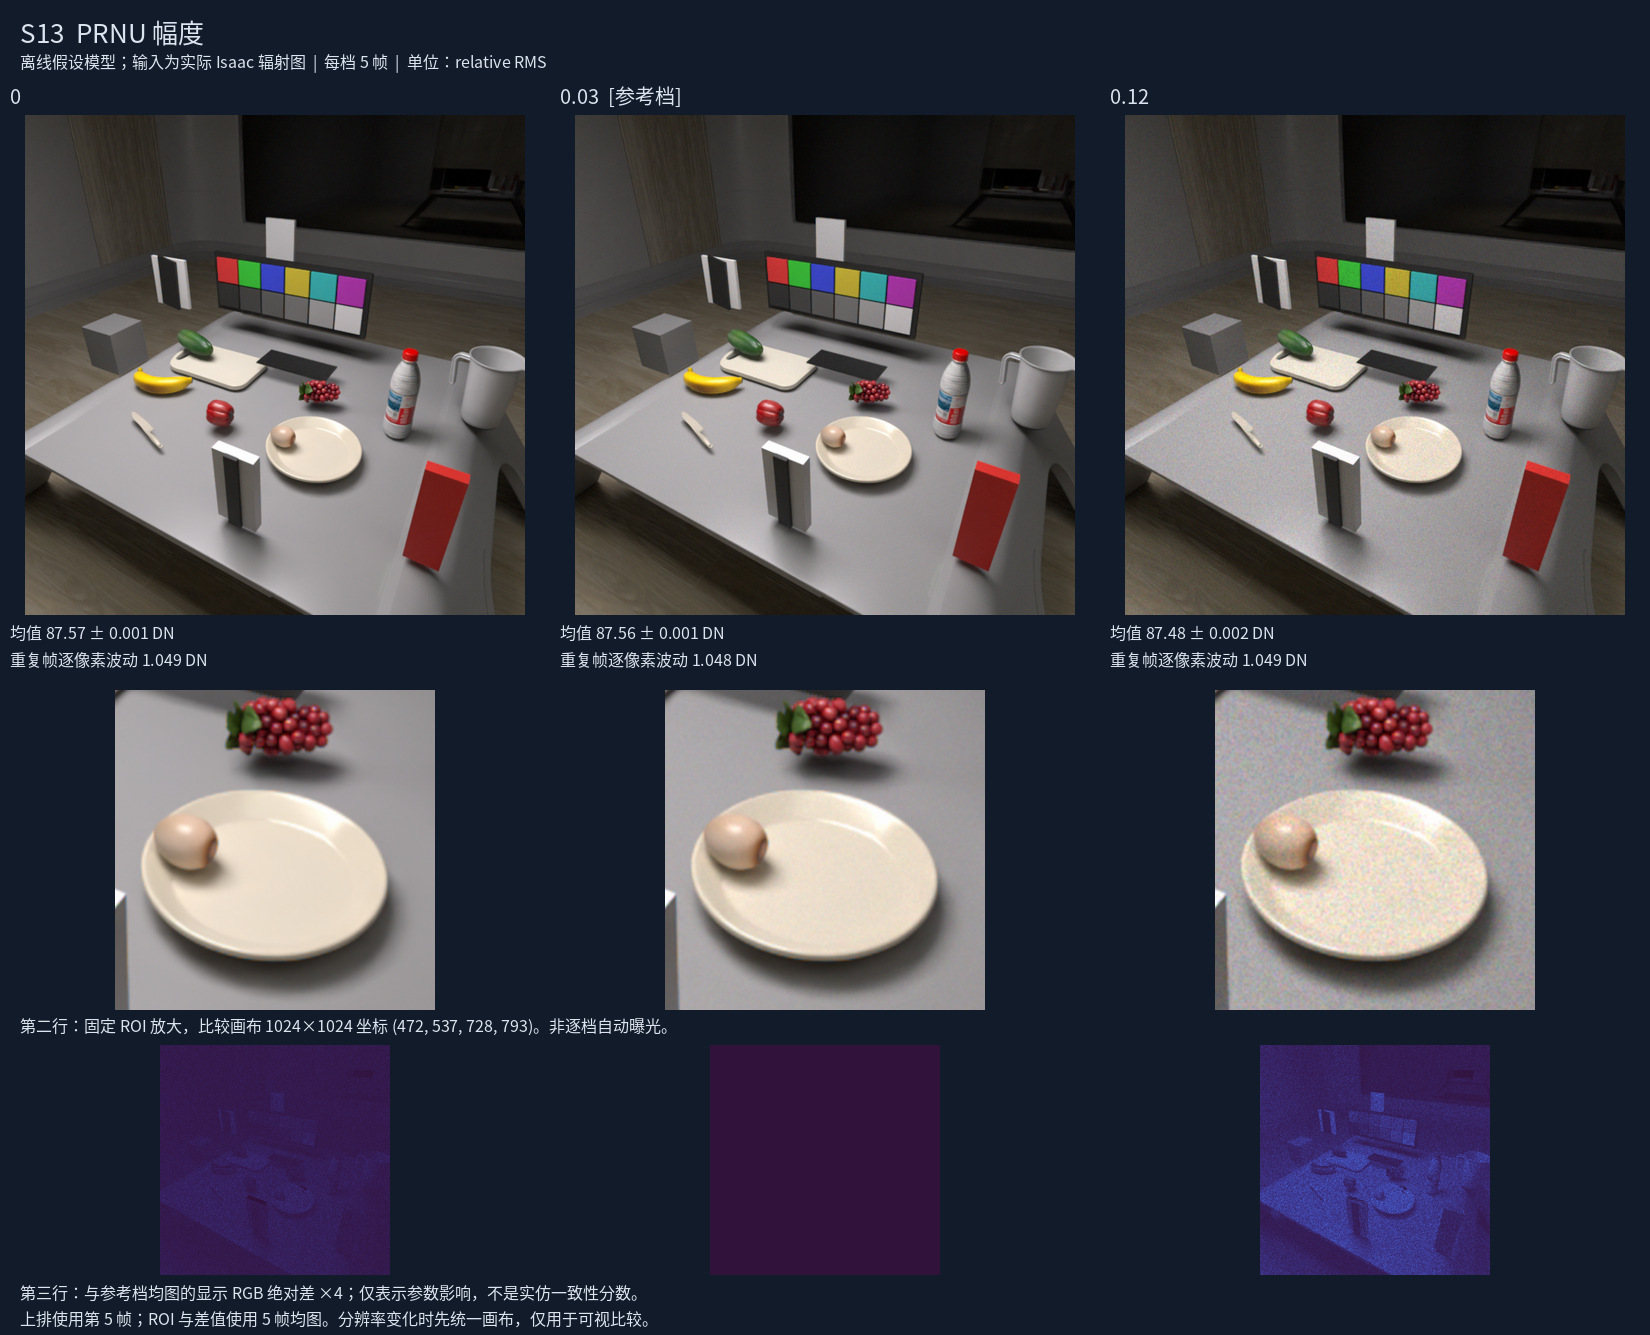 S13 PRNU 幅度
离线假设模型；输入为实际 Isaac 辐射图 | 每档 5 帧 | 单位：relative RMS
0
0.03 [参考档]
0.12
均值 87.57 ± 0.001 DN
重复帧逐像素波动 1.049 DN
均值 87.56 ± 0.001 DN
重复帧逐像素波动 1.048 DN
均值 87.48 ± 0.002 DN
重复帧逐像素波动 1.049 DN
第二行：固定 ROI 放大，比较画布 1024×1024 坐标 (472, 537, 728, 793)。非逐档自动曝光。
第三行：与参考档均图的显示 RGB 绝对差 ×4；仅表示参数影响，不是实仿一致性分数。
上排使用第 5 帧；ROI 与差值使用 5 帧均图。分辨率变化时先统一画布，仅用于可视比较。